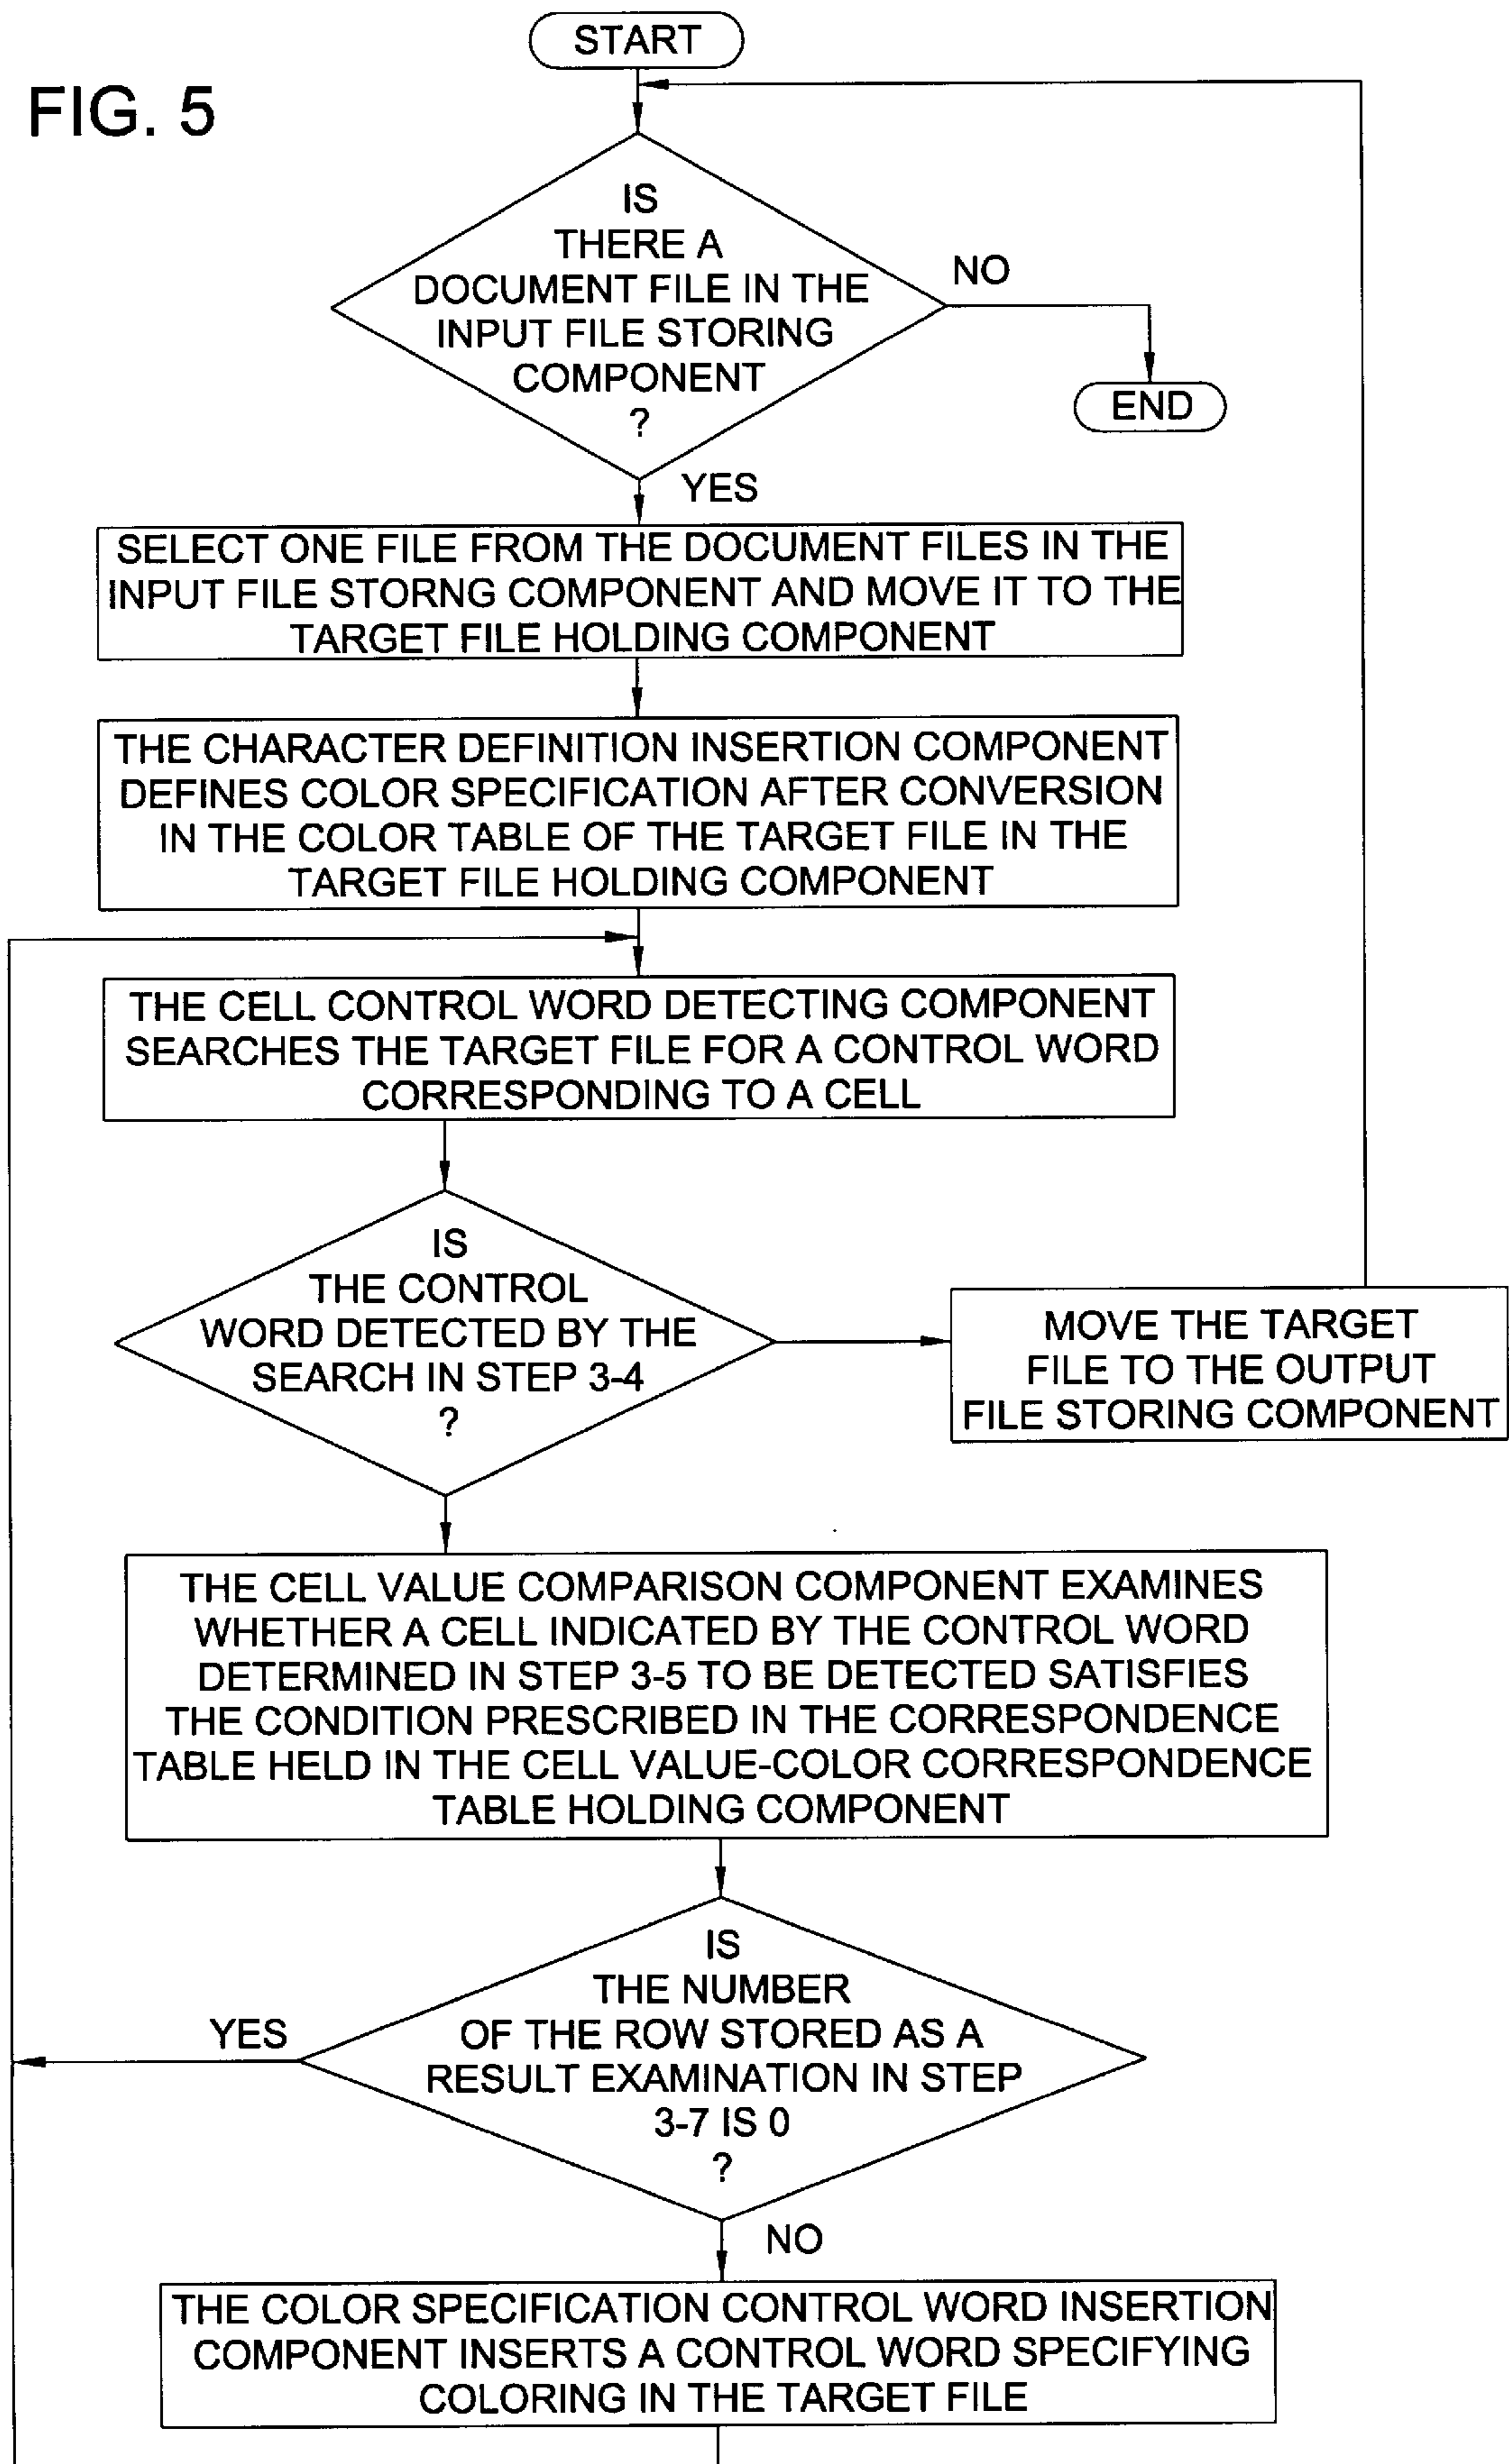 START
FIG. 5
IS
THERE A
DOCUMENT FILE IN THE
INPUT FILE STORING
COMPONENT
?
NO
END
YES
SELECT ONE FILE FROM THE DOCUMENT FILES IN THE
INPUT FILE STORNG COMPONENT AND MOVE IT TO THE
TARGET FILE HOLDING COMPONENT
THE CHARACTER DEFINITION INSERTION COMPONENT
DEFINES COLOR SPECIFICATION AFTER CONVERSION
IN THE COLOR TABLE OF THE TARGET FILE IN THE
TARGET FILE HOLDING COMPONENT
THE CELL CONTROL WORD DETECTING COMPONENT
SEARCHES THE TARGET FILE FOR A CONTROL WORD
CORRESPONDING TO A CELL
IS
THE CONTROL
WORD DETECTED BY THE
SEARCH IN STEP 3-4
?
MOVE THE TARGET
FILE TO THE OUTPUT
FILE STORING COMPONENT
THE CELL VALUE COMPARISON COMPONENT EXAMINES
WHETHER A CELL INDICATED BY THE CONTROL WORD
DETERMINED IN STEP 3-5 TO BE DETECTED SATISFIES
THE CONDITION PRESCRIBED IN THE CORRESPONDENCE
TABLE HELD IN THE CELL VALUE-COLOR CORRESPONDENCE
TABLE HOLDING COMPONENT
IS
THE NUMBER
OF THE ROW STORED AS A
RESULT EXAMINATION IN STEP
3-7 IS 0
?
YES
NO
THE COLOR SPECIFICATION CONTROL WORD INSERTION
COMPONENT INSERTS A CONTROL WORD SPECIFYING
COLORING IN THE TARGET FILE